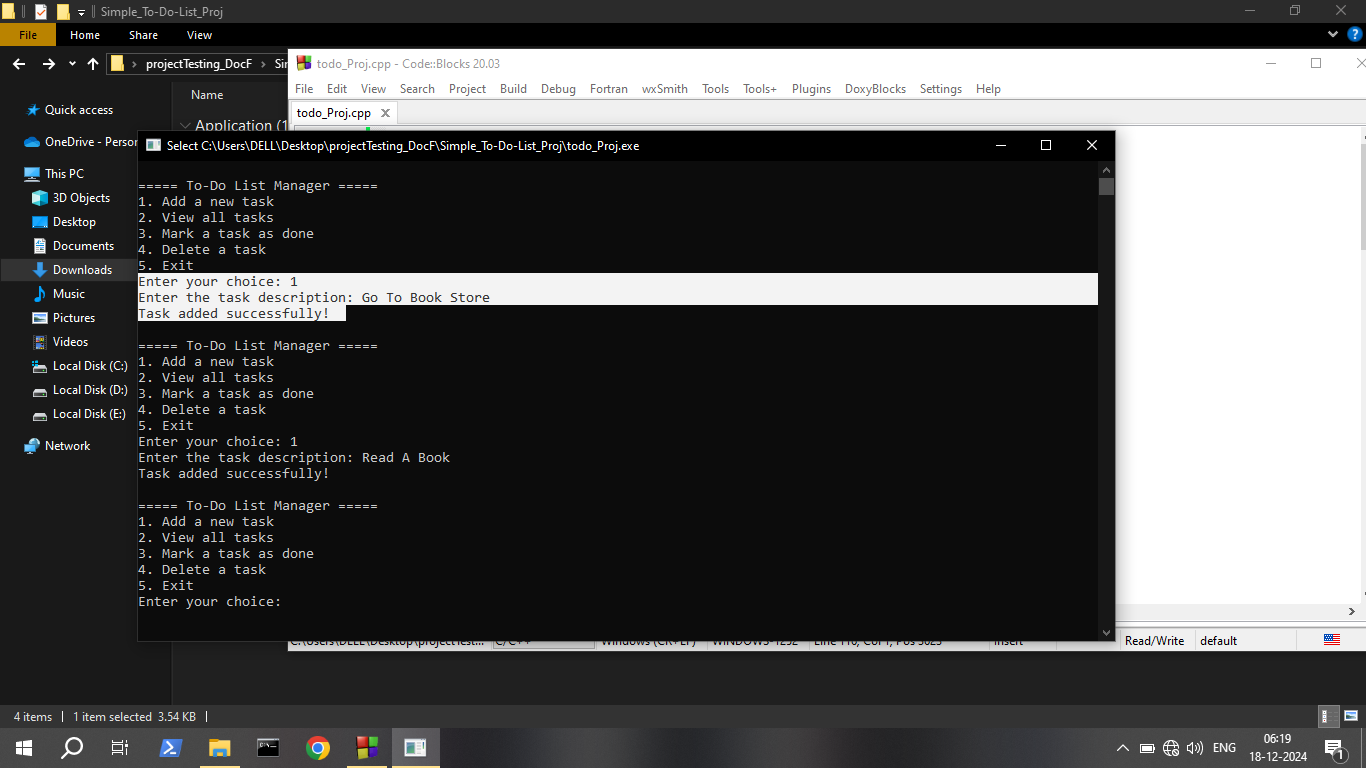 Simple_To-Do-List_Proj
File Home Share View
projectTesting_DocF
Name
Application (1
Quick access
OneDrive - Person
This PC
3D Objects
Desktop
Documents
Downloads
Music
Pictures
Videos
Local Disk (C:)
Local Disk (D:)
Local Disk (E:)
Network
todo_Proj.cpp - Code::Blocks 20.03
File Edit View Search Project Build Debug Fortran wxSmith Tools Tools+ Plugins DoxyBlocks Settings Help
todo_Proj.cpp
Select C:\Users\DELL\Desktop\projectTesting_DocF\Simple_To-Do-List_Proj\todo_Proj.exe
===== To-Do List Manager =====
1. Add a new task
2. View all tasks
3. Mark a task as done
4. Delete a task
5. Exit
Enter your choice: 1
Enter the task description: Go To Book Store
Task added successfully!
===== To-Do List Manager =====
1. Add a new task
2. View all tasks
3. Mark a task as done
4. Delete a task
5. Exit
Enter your choice: 1
Enter the task description: Read A Book
Task added successfully!
===== To-Do List Manager =====
1. Add a new task
2. View all tasks
3. Mark a task as done
4. Delete a task
5. Exit
Enter your choice:
Read/Write default
4 items 1 item selected 3.54 KB
ENG
06:19
18-12-2024
1